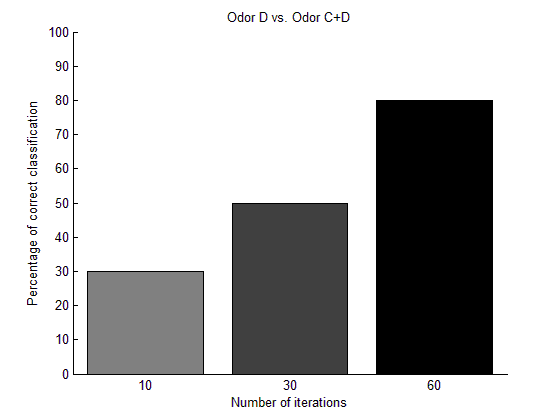 Odor D vs. Odor C+D
Percentage of correct classification
100
90
80
70
60
50
40
30
20
10
0
10 30 60
Number of iterations